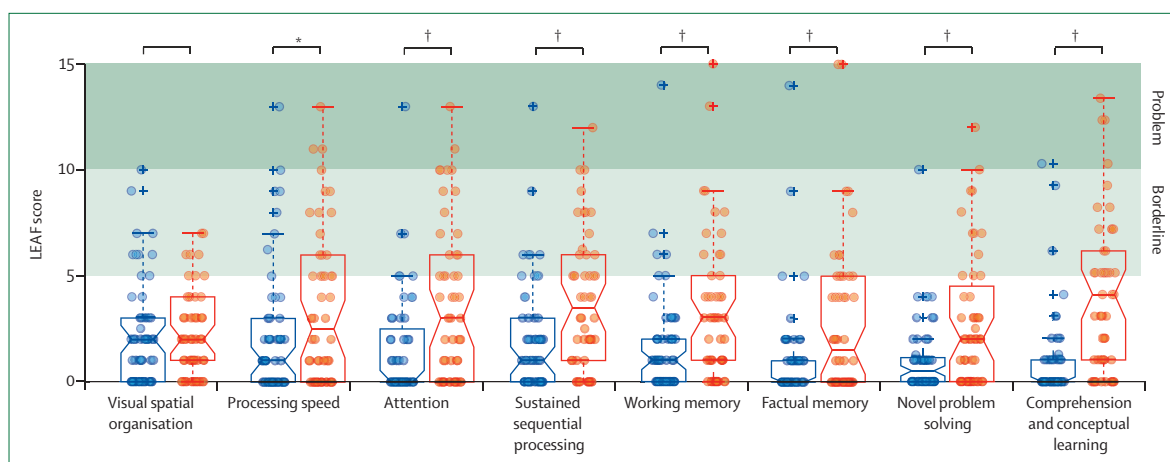 * † † † † † †
15
10
5
0
LEAF score
Problem
Borderline
Visual spatial
organisation
Processing speed
Attention
Sustained
sequential
processing
Working memory
Factual memory
Novel problem
solving
Comprehension
and conceptual
learning